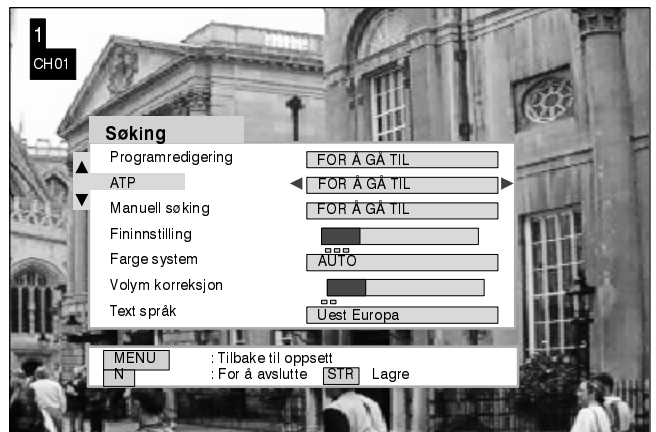 1
CH01
Søking
Programredigering FOR Å GÅ TIL
ATP FOR Å GÅ TIL
Manuell søking FOR Å GÅ TIL
Fininnstilling
Farge system AUTO
Volym korreksjon
Text språk Uest Europa
MENU : Tilbake til oppsett
N : For å avslutte STR Lagre